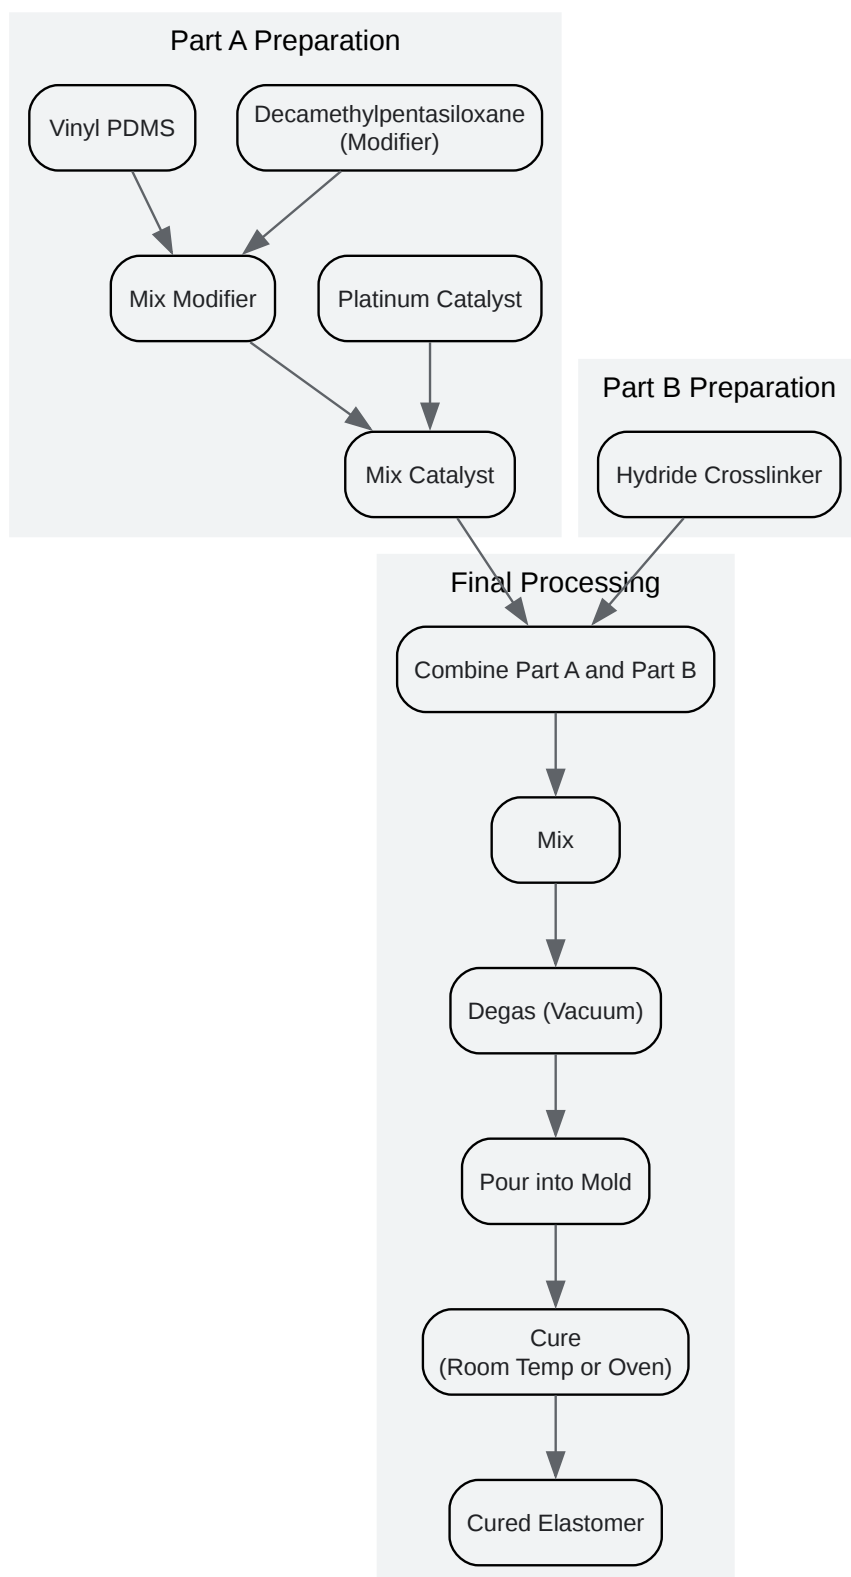 Part A Preparation
Vinyl PDMS
Decamethylpentasiloxane
(Modifier)
Mix Modifier
Platinum Catalyst
Part B Preparation
Mix Catalyst
Hydride Crosslinker
Final Processing
Combine Part A and Part B
Mix
Degas (Vacuum)
Pour into Mold
Cure
(Room Temp or Oven)
Cured Elastomer